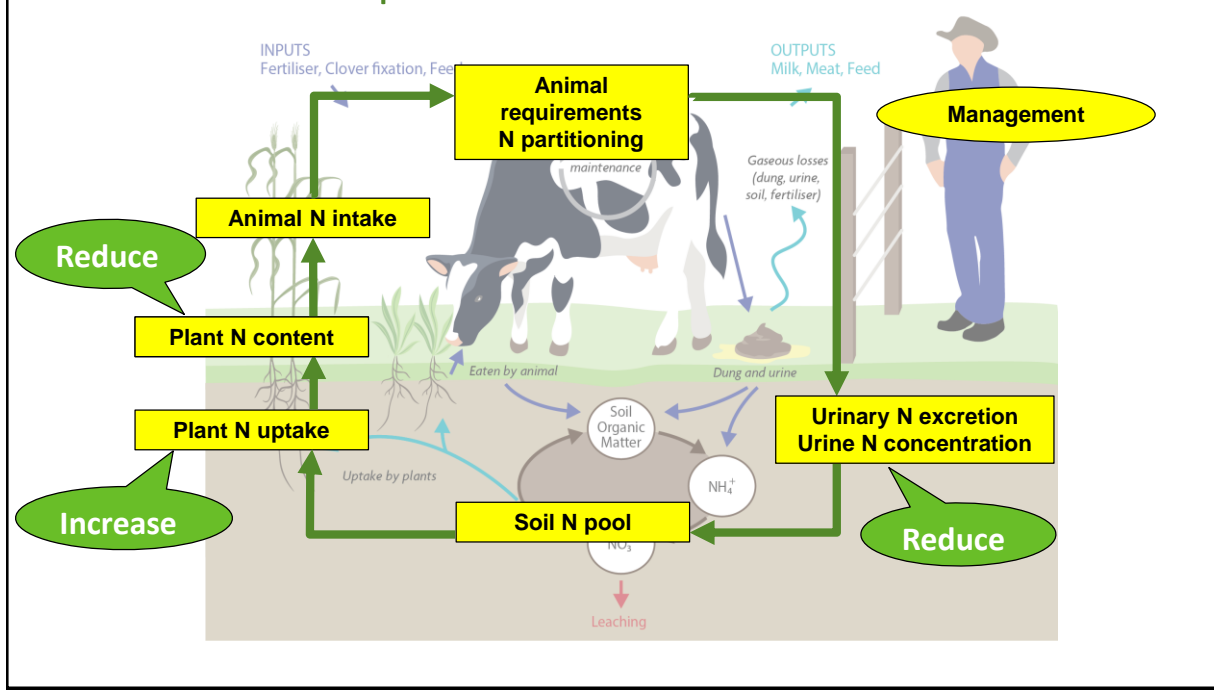 INPUTS
Fertiliser, Clover fixation, Feed
OUTPUTS
Milk, Meat, Feed
Animal
requirements
N partitioning
Management
maintenance
Gaseous losses
(dung, urine,
soil, fertiliser)
Animal N intake
Reduce
Plant N content
Eaten by animal
Dung and urine
Plant N uptake
Soil
Organic
Matter
Urinary N excretion
Urine N concentration
Uptake by plants
NH₄⁺
Increase
Soil N pool
Reduce
NO₃
Leaching